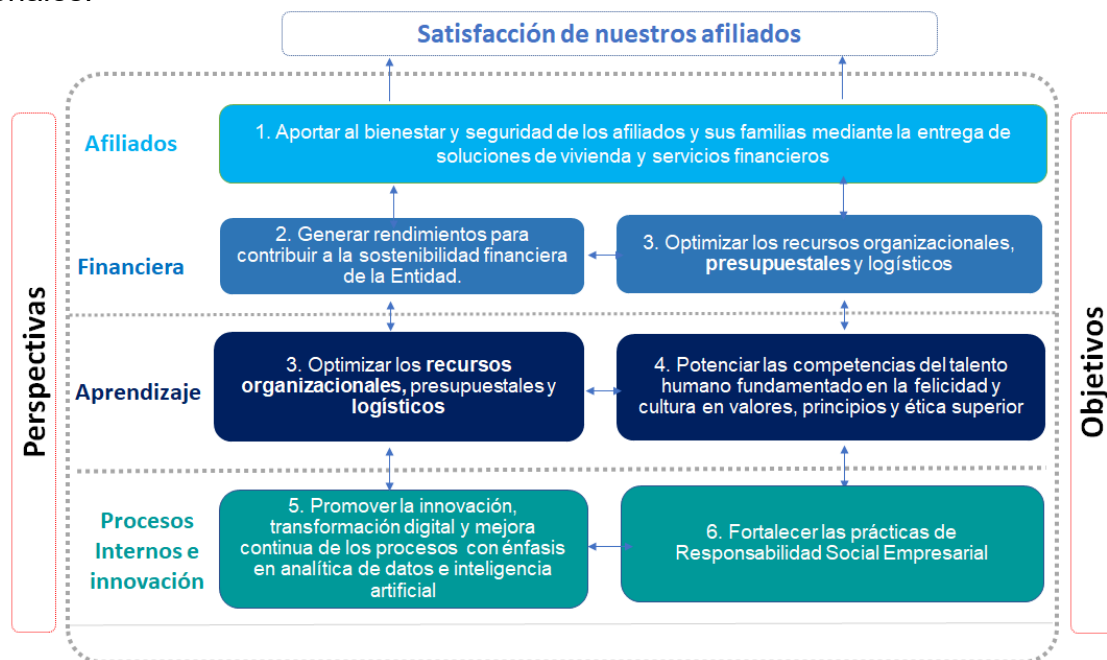 Satisfacción de nuestros afiliados
Perspectivas
Objetivos
Afiliados
1. Aportar al bienestar y seguridad de los afiliados y sus familias mediante la entrega de
soluciones de vivienda y servicios financieros
Financiera
2. Generar rendimientos para
contribuir a la sostenibilidad financiera
de la Entidad.
3. Optimizar los recursos organizacionales,
presupuestales y logísticos
Aprendizaje
3. Optimizar los recursos
organizacionales, presupuestales y
logísticos
4. Potenciar las competencias del talento
humano fundamentado en la felicidad y
cultura en valores, principios y ética superior
Procesos
Internos e
innovación
5. Promover la innovación,
transformación digital y mejora
continua de los procesos con énfasis
en analítica de datos e inteligencia
artificial
6. Fortalecer las prácticas de
Responsabilidad Social Empresarial